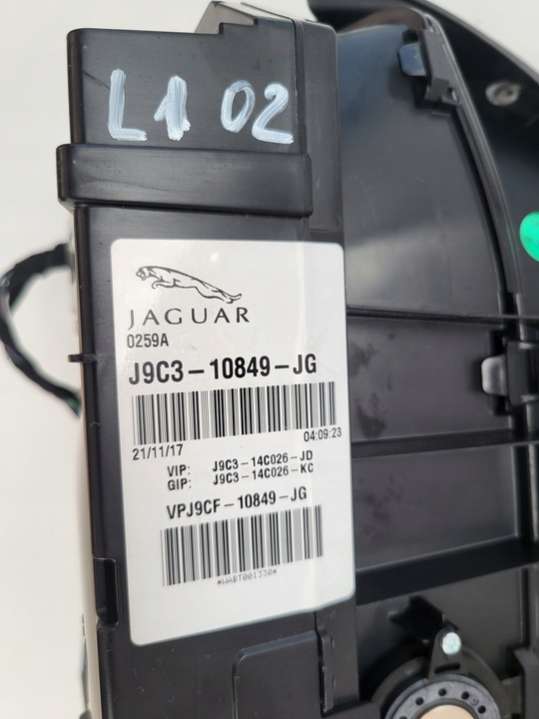 L1 02
JAGUAR
0259A
J9C3-10849-JG
21/11/17 04:09:23
VIP: J9C3-14C026-JD
GIP: J9C3-14C026-KC
VPJ9CF-10849-JG